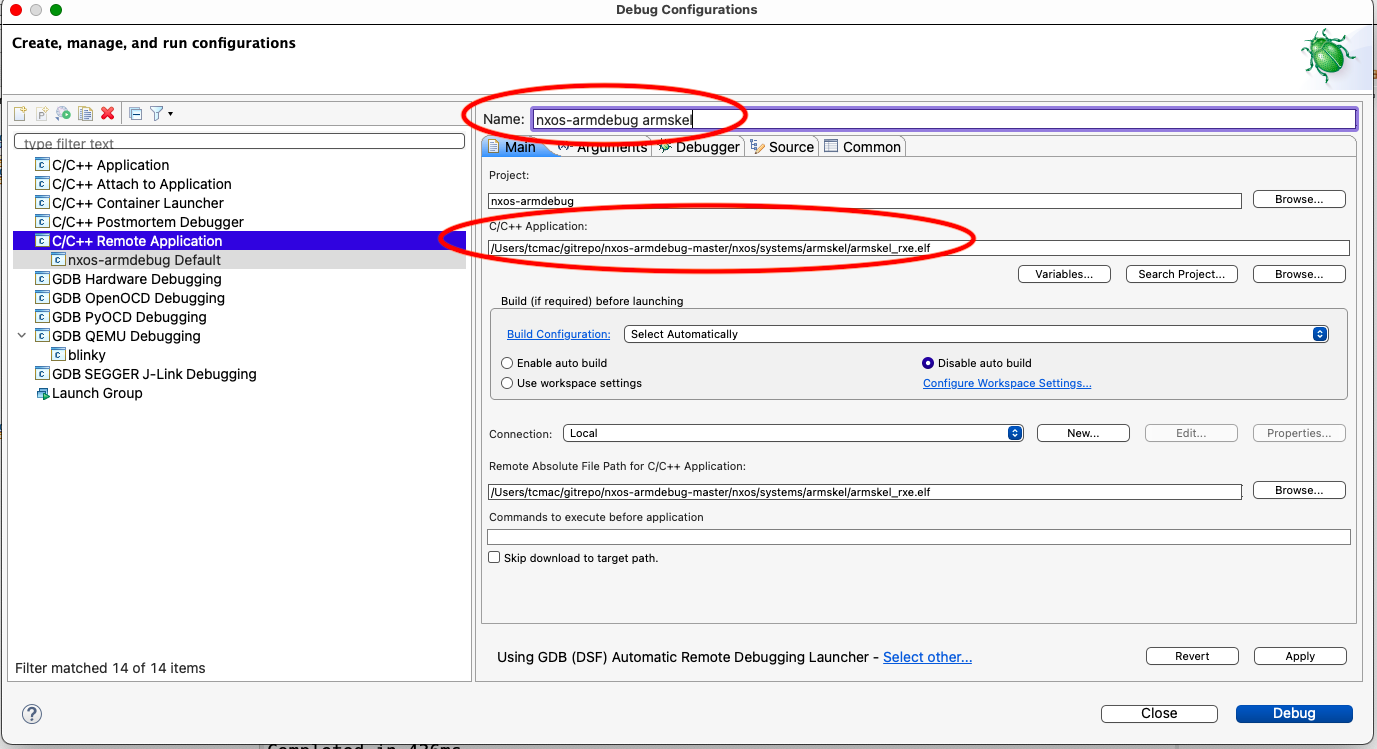 Debug Configurations
Create, manage, and run configurations
Name: nxos-armdebug armskel
type filter text
Main Arguments Debugger Source Common
C/C++ Application
C/C++ Attach to Application
C/C++ Container Launcher
C/C++ Postmortem Debugger
C/C++ Remote Application
nxos-armdebug Default
GDB Hardware Debugging
GDB OpenOCD Debugging
GDB PyOCD Debugging
GDB QEMU Debugging
blinky
GDB SEGGER J-Link Debugging
Launch Group
Filter matched 14 of 14 items
Project:
nxos-armdebug Browse...
C/C++ Application:
/Users/tcmac/gitrepo/nxos-armdebug-master/nxos/systems/armskel/armskel_rxe.elf
Variables... Search Project... Browse...
Build (if required) before launching
Build Configuration: Select Automatically
Enable auto build Disable auto build
Use workspace settings Configure Workspace Settings...
Connection: Local New... Edit... Properties...
Remote Absolute File Path for C/C++ Application:
/Users/tcmac/gitrepo/nxos-armdebug-master/nxos/systems/armskel/armskel_rxe.elf Browse...
Commands to execute before application
Skip download to target path.
Using GDB (DSF) Automatic Remote Debugging Launcher - Select other... Revert Apply
? Close Debug